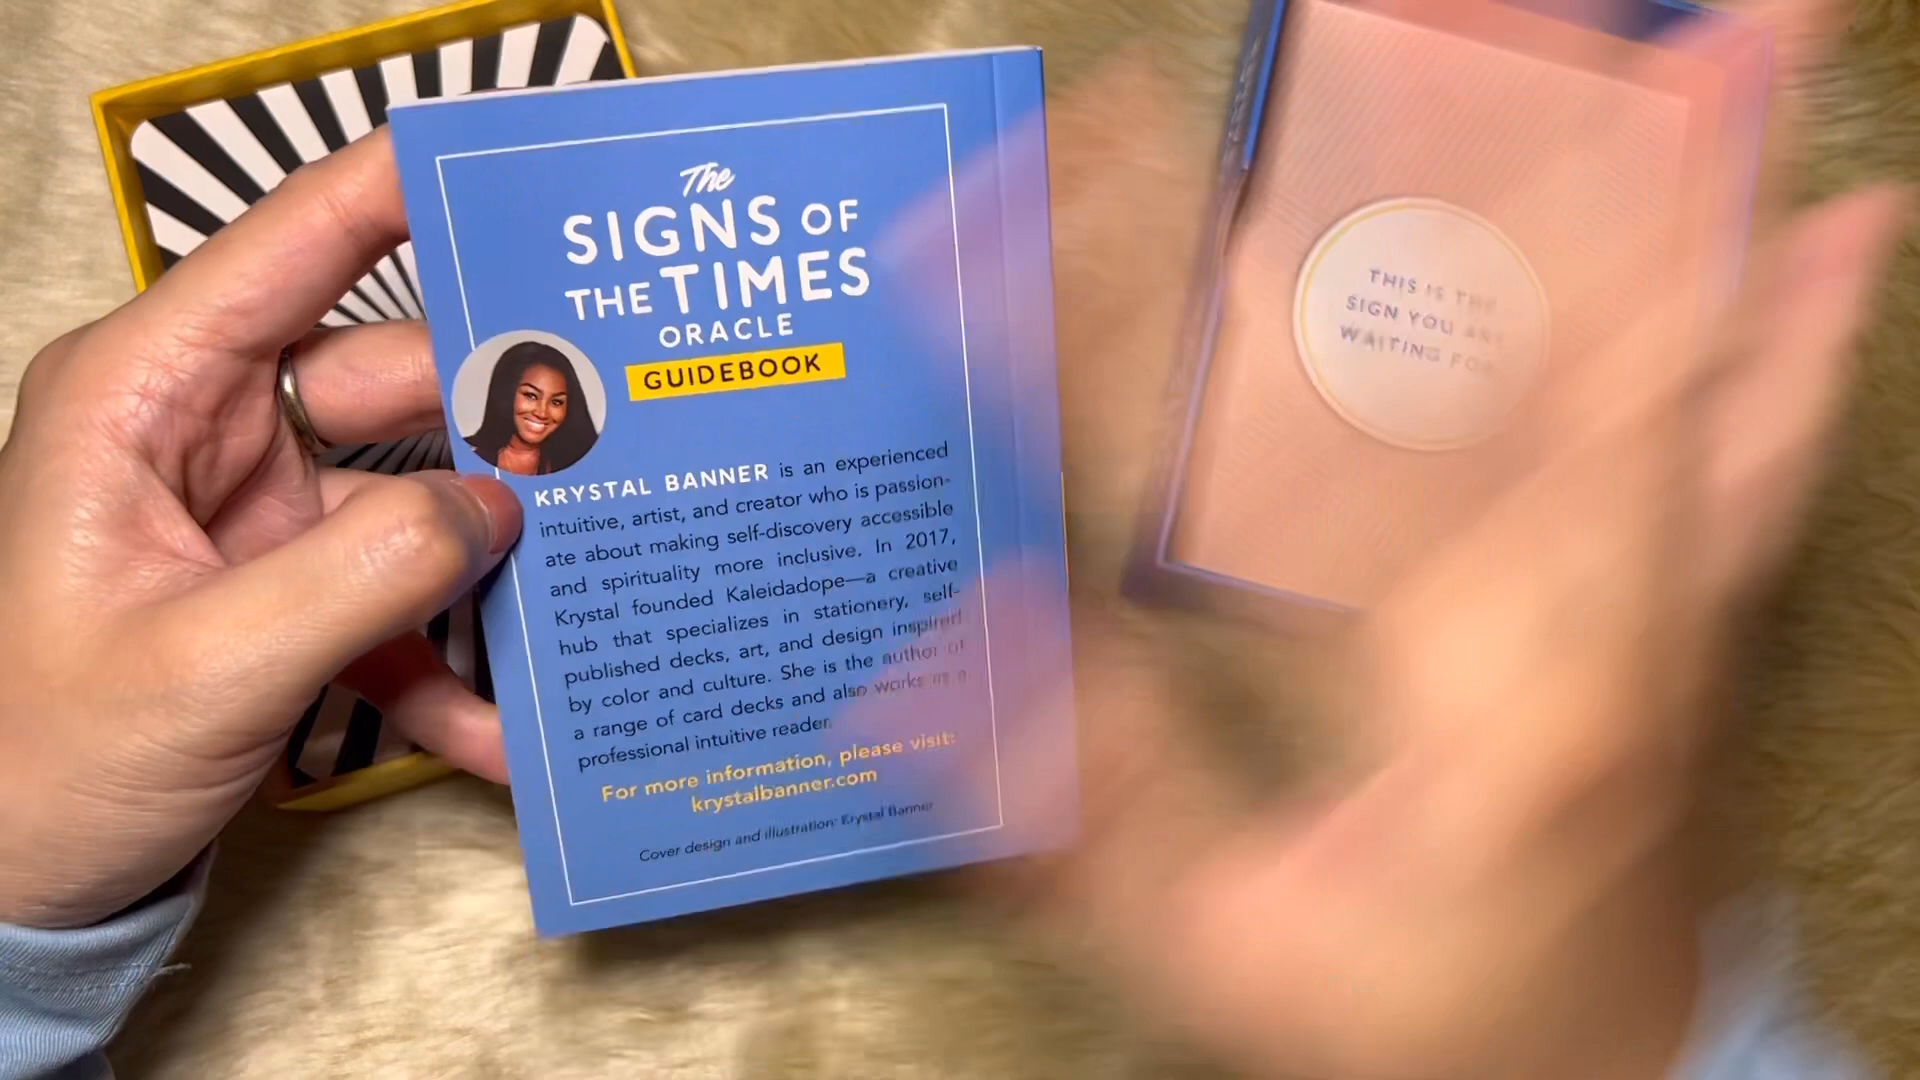 The
SIGNS OF
THE TIMES
ORACLE
GUIDEBOOK
KRYSTAL BANNER is an experienced
intuitive, artist, and creator who is passion-
ate about making self-discovery accessible
and spirituality more inclusive. In 2017,
Krystal founded Kaleidadope—a creative
hub that specializes in stationery, self-
published decks, art, and design inspired
by color and culture. She is the author of
a range of card decks and also works as a
professional intuitive reader.
For more information, please visit:
krystalbanner.com
Cover design and illustration: Krystal Banner
THIS IS THE
SIGN YOU ARE
WAITING FOR